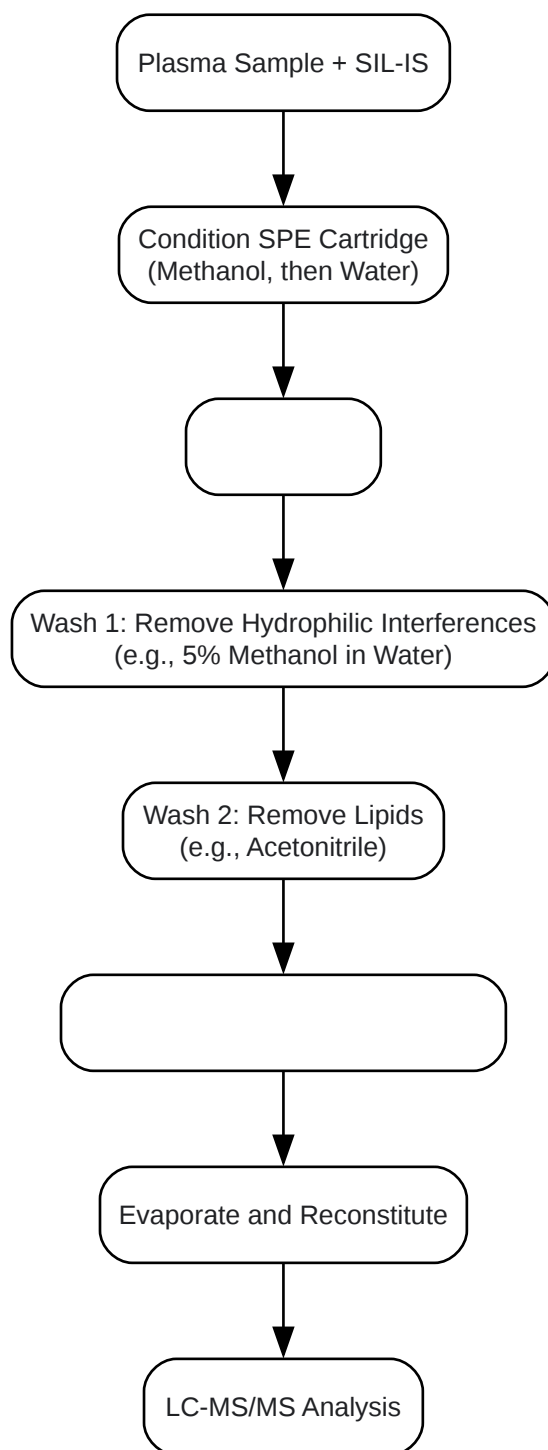 Plasma Sample + SIL-IS
Condition SPE Cartridge
(Methanol, then Water)
Wash 1: Remove Hydrophilic Interferences
(e.g., 5% Methanol in Water)
Wash 2: Remove Lipids
(e.g., Acetonitrile)
Evaporate and Reconstitute
LC-MS/MS Analysis